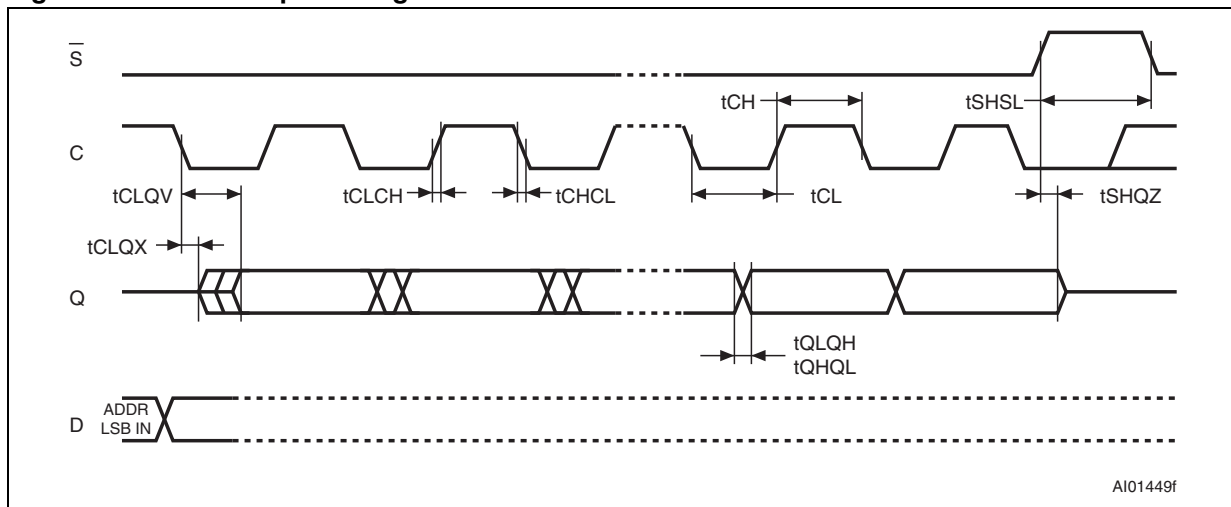 S
tCH
tSHSL
C
tCLQV
tCLCH
tCHCL
tCL
tSHQZ
tCLQX
Q
tQLQH
tQHQL
D
ADDR
LSB IN
AI01449f